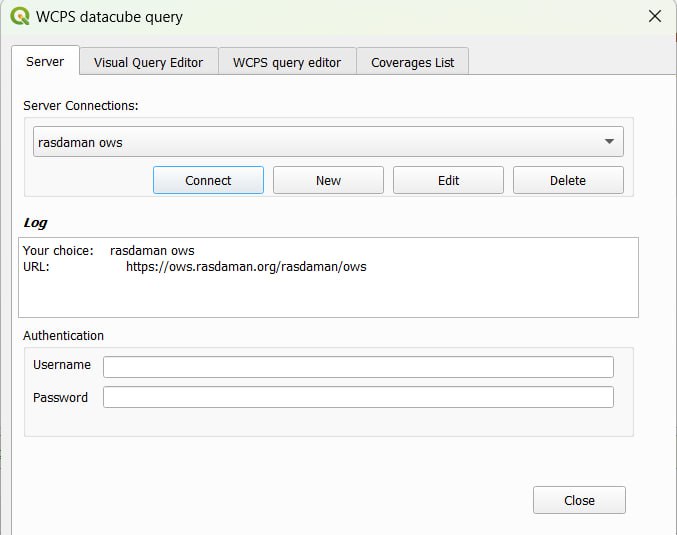 WCPS datacube query
Server Visual Query Editor WCPS query editor Coverages List
Server Connections:
rasdaman ows
Connect New Edit Delete
Log
Your choice: rasdaman ows
URL: https://ows.rasdaman.org/rasdaman/ows
Authentication
Username
Password
Close